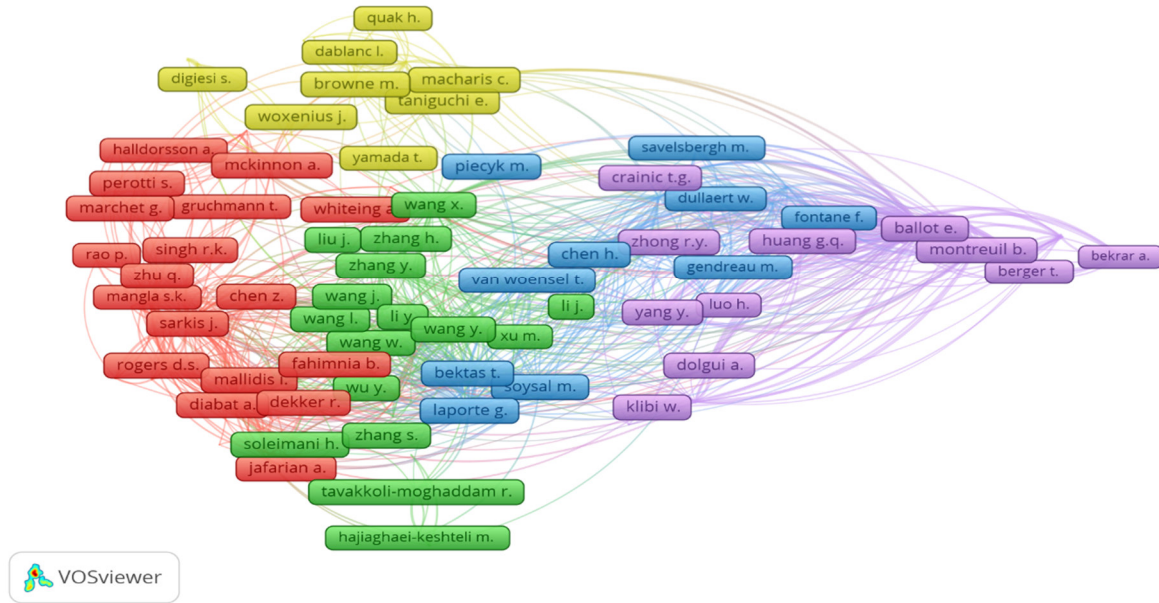 quak h.
dablanc l.
digiesi s.
browne m.
macharis c.
taniguchi e.
woxenius j.
halldorsson a.
mckinnon a.
yamada t.
piecyk m.
savelsbergh m.
perotti s.
crainic t.g.
marchet g.
gruchmann t.
whiteing a.
wang x.
dullaert w.
fontane f.
liu j.
zhang h.
zhong r.y.
huang g.q.
ballot e.
montreuil b.
rao p.
singh r.k.
chen h.
bekrar a.
zhu q.
zhang y.
gendreau m.
berger t.
van woensel t.
mangla s.k.
chen z.
wang j.
li j.
luo h.
yang y.
sarkis j.
wang l.
li y.
wang y.
xu m.
wang w.
rogers d.s.
fahimnia b.
dolgui a.
mallidis i.
wu y.
bektas t.
soysal m.
diabat a.
dekker r.
laporte g.
klibi w.
soleimani h.
zhang s.
jafarian a.
tavakkoli-moghaddam r.
hajiaghaei-keshteli m.
VOSviewer